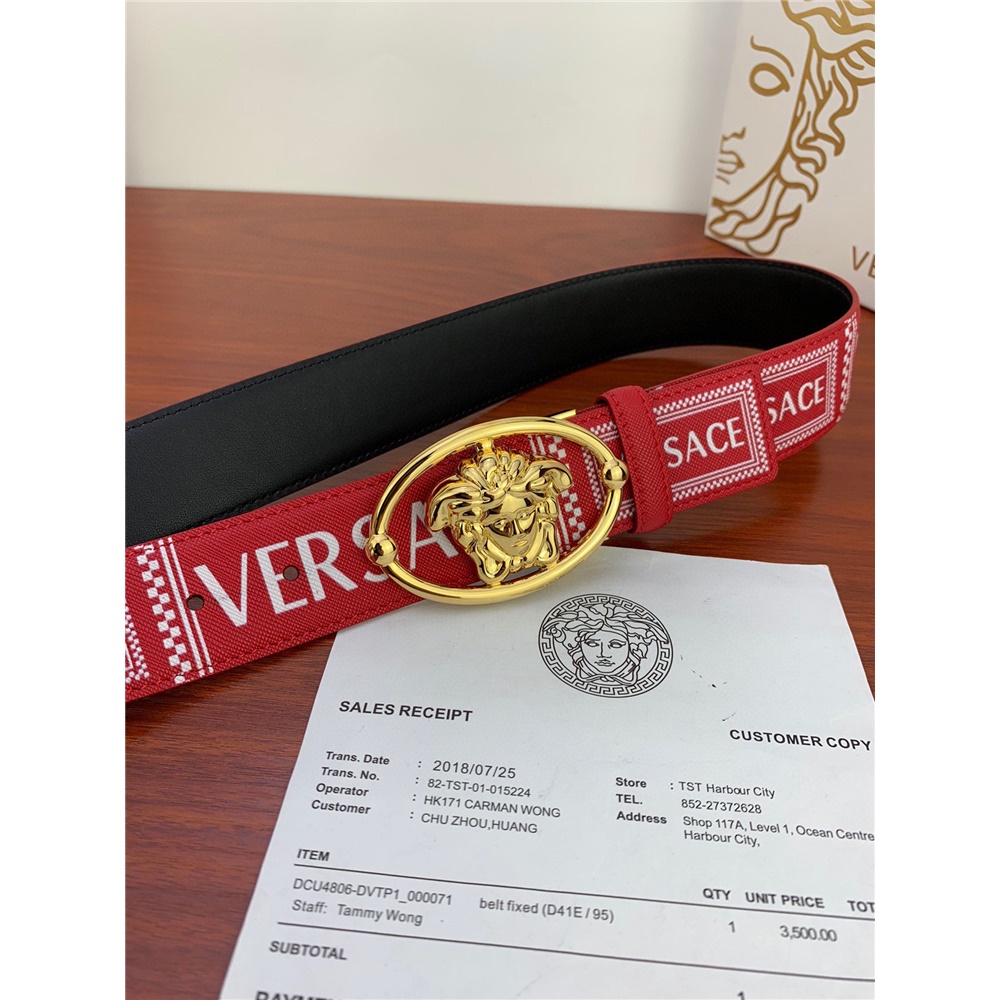 VE
SACE
SACE
VERSA
SALES RECEIPT
CUSTOMER COPY
Trans. Date : 2018/07/25
Trans. No. : 82-TST-01-015224
Operator : HK171 CARMAN WONG
Customer : CHU ZHOU,HUANG
Store : TST Harbour City
TEL. 852-27372628
Address Shop 117A, Level 1, Ocean Centre
Harbour City,
ITEM QTY UNIT PRICE TOT
DCU4806-DVTP1_000071 belt fixed (D41E / 95) 1 3,500.00
Staff: Tammy Wong
SUBTOTAL
1